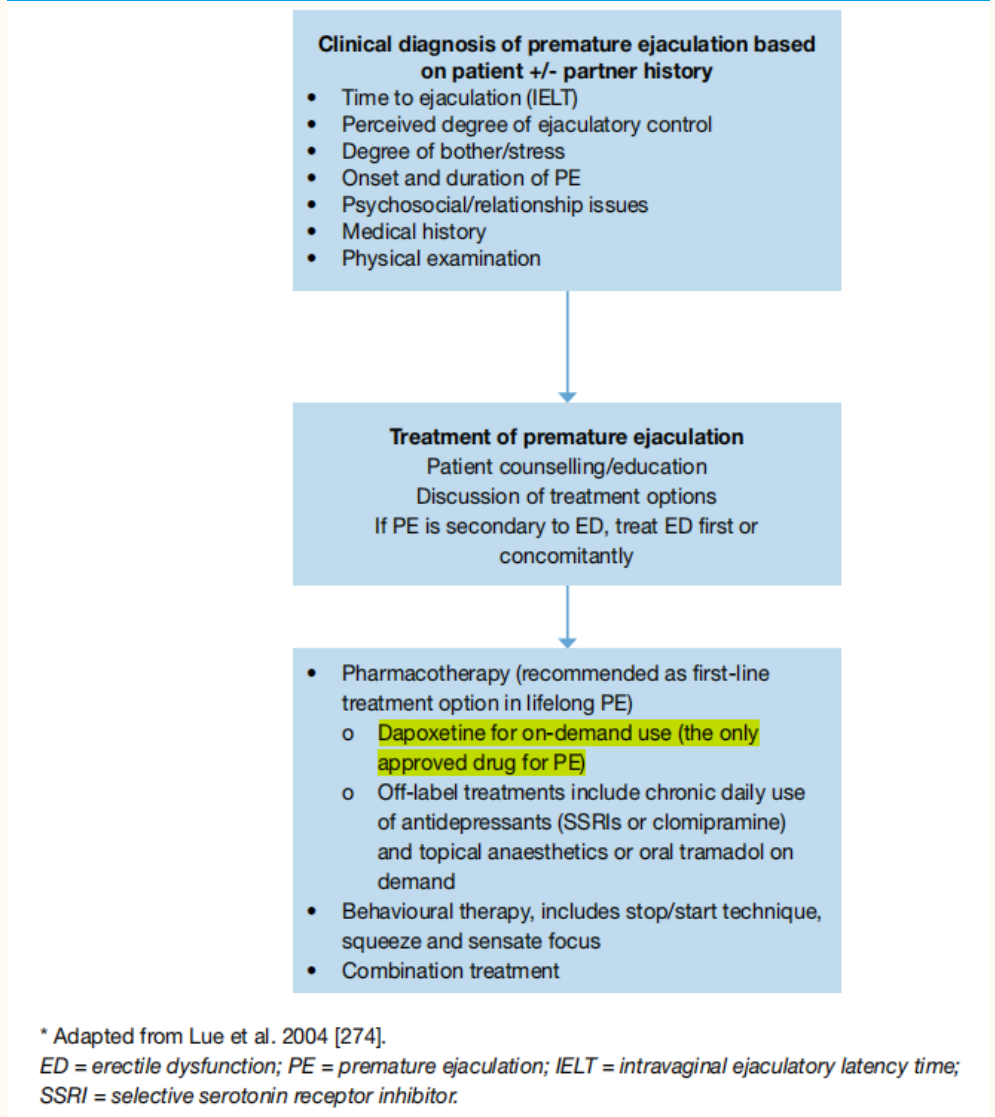 Clinical diagnosis of premature ejaculation based
on patient +/- partner history
• Time to ejaculation (IELT)
• Perceived degree of ejaculatory control
• Degree of bother/stress
• Onset and duration of PE
• Psychosocial/relationship issues
• Medical history
• Physical examination
Treatment of premature ejaculation
Patient counselling/education
Discussion of treatment options
If PE is secondary to ED, treat ED first or
concomitantly
• Pharmacotherapy (recommended as first-line
treatment option in lifelong PE)
o Dapoxetine for on-demand use (the only
approved drug for PE)
o Off-label treatments include chronic daily use
of antidepressants (SSRIs or clomipramine)
and topical anaesthetics or oral tramadol on
demand
• Behavioural therapy, includes stop/start technique,
squeeze and sensate focus
• Combination treatment
* Adapted from Lue et al. 2004 [274].
ED = erectile dysfunction; PE = premature ejaculation; IELT = intravaginal ejaculatory latency time;
SSRI = selective serotonin receptor inhibitor.